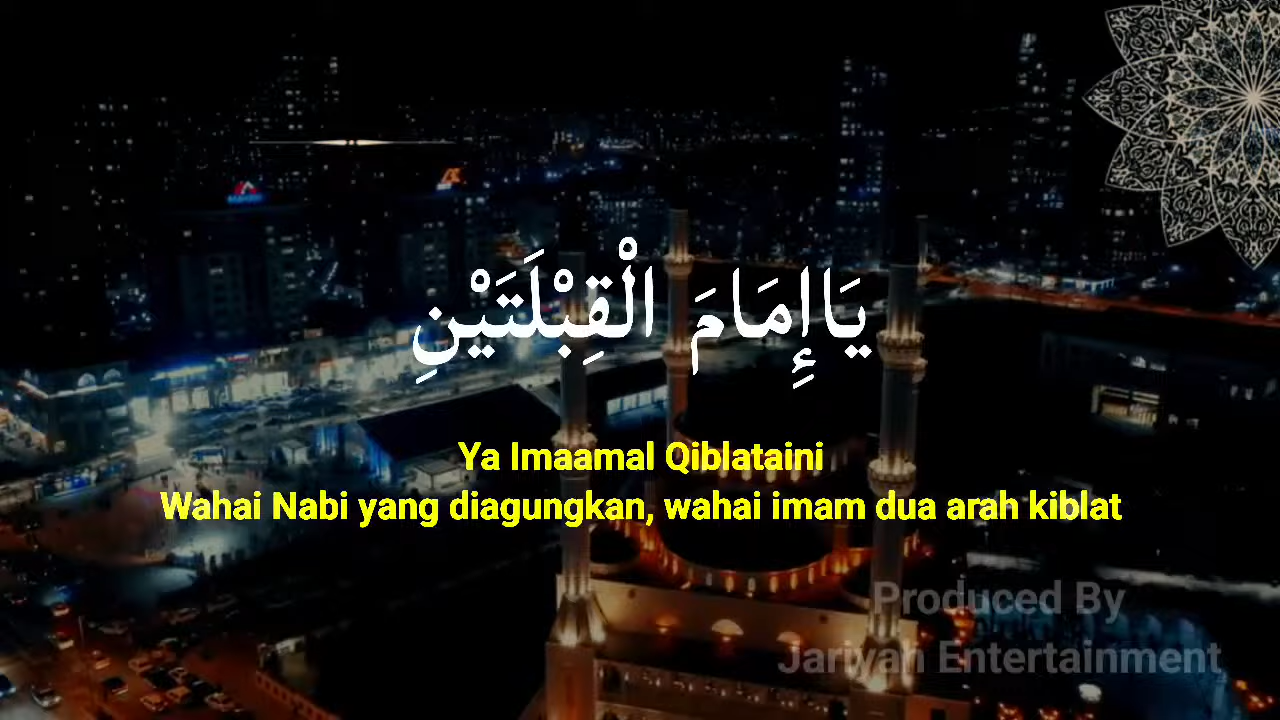 يَاإِمَامَ الْقِبْلَتَيْنِ
Ya Imaamal Qiblataini
Wahai Nabi yang diagungkan, wahai imam dua arah kiblat
Produced By
Jariyah Entertainment